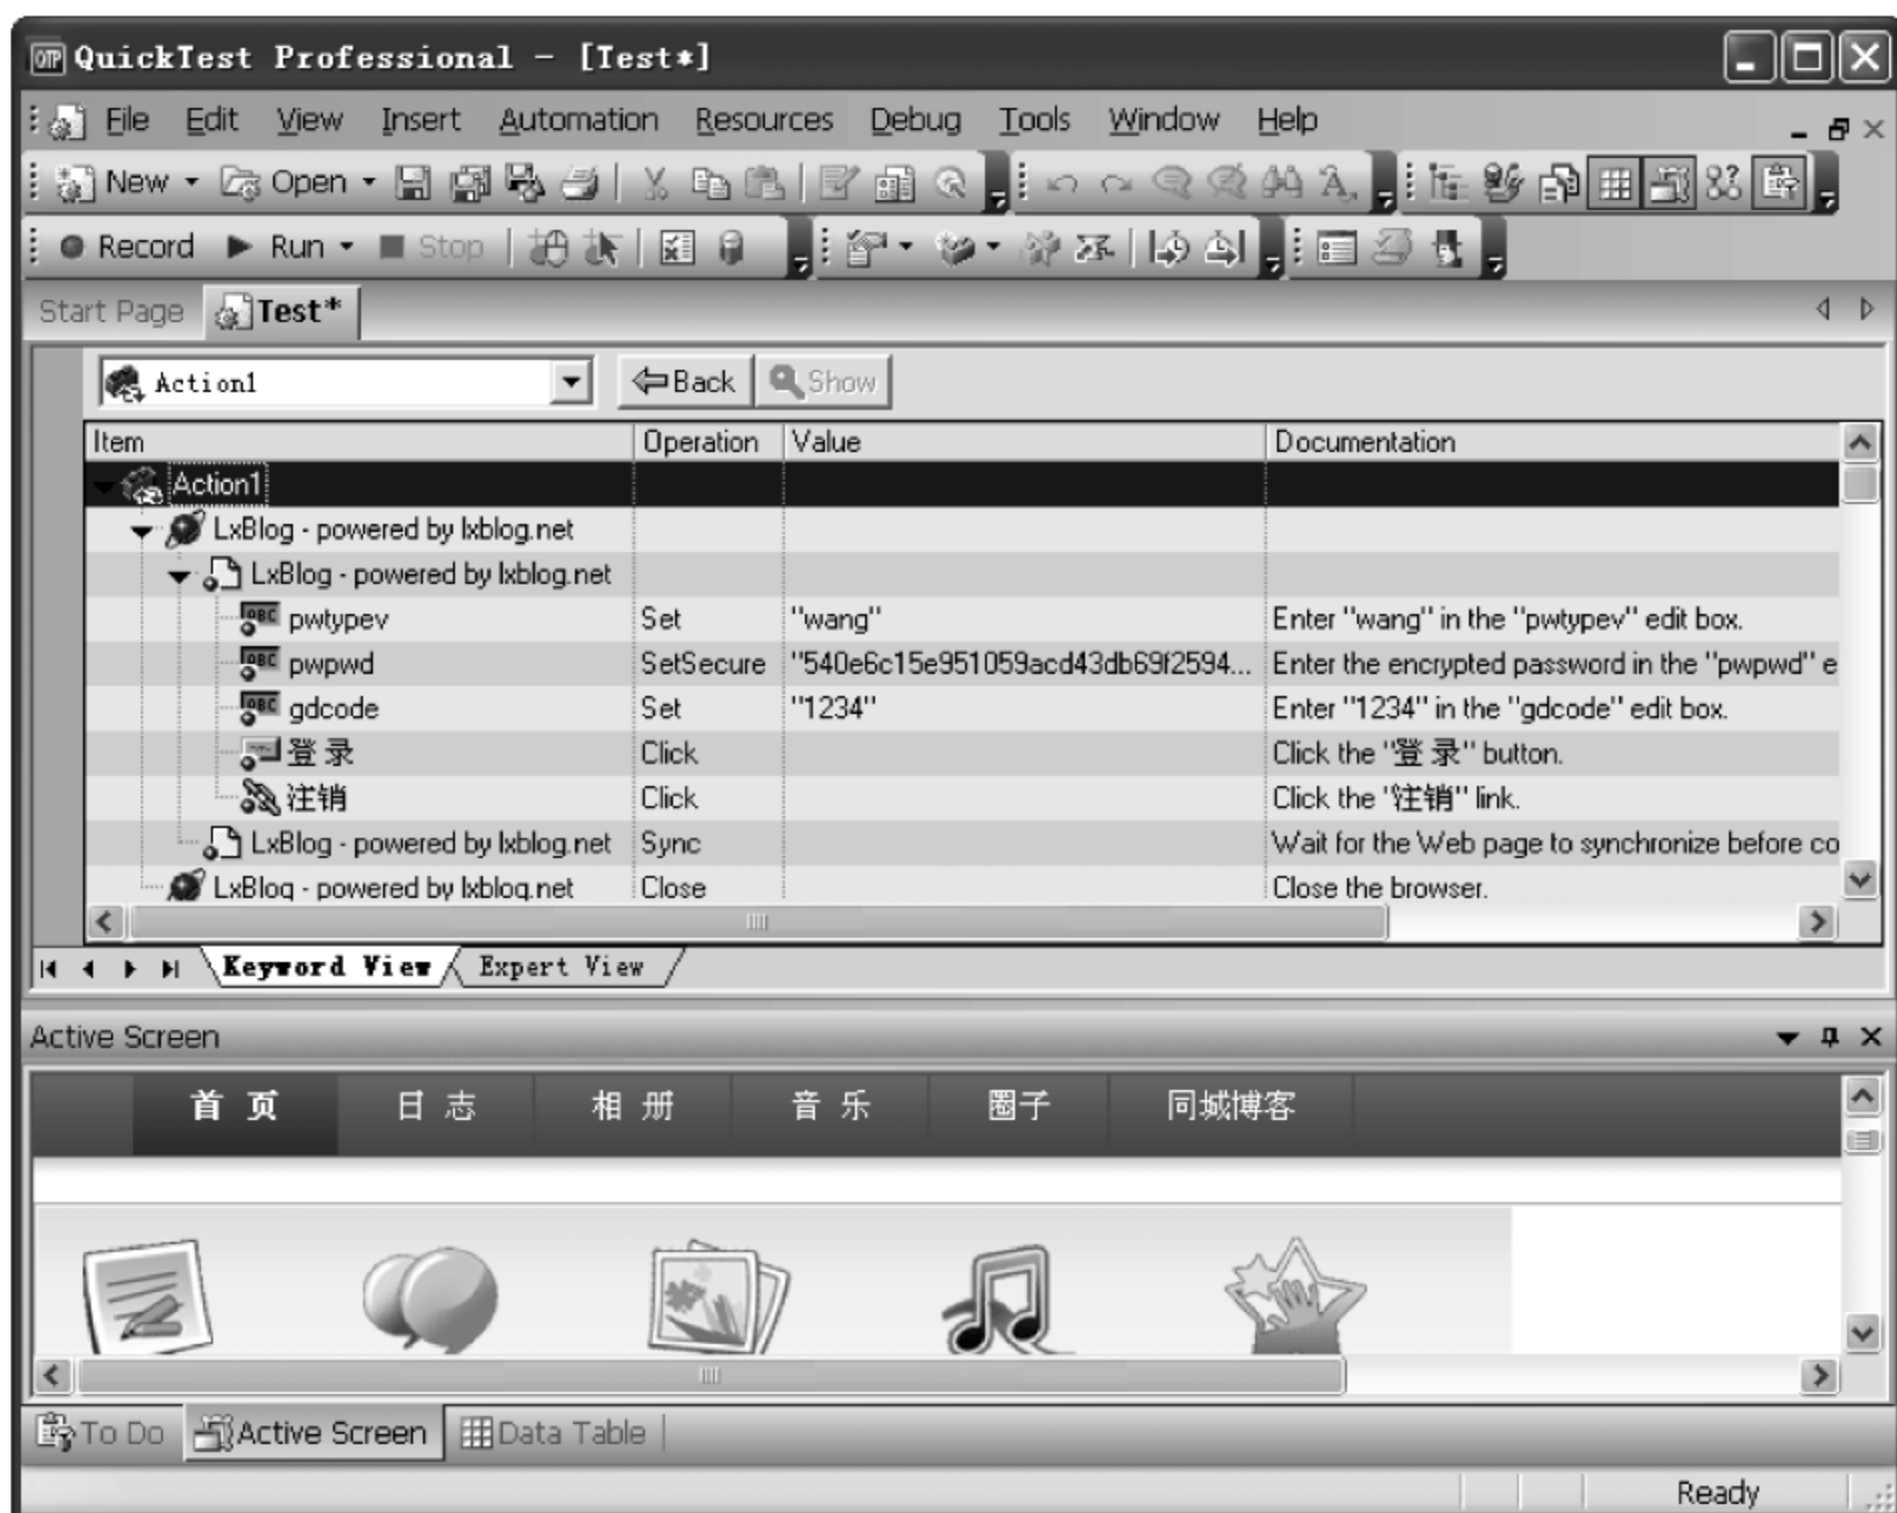 QuickTest Professional - [Test*]
File Edit View Insert Automation Resources Debug Tools Window Help
New Open
Record Run Stop
Start Page Test*
Action1 Back Show
Item Operation Value Documentation
Action1
LxBlog - powered by lxblog.net
LxBlog - powered by lxblog.net
pwtypev Set "wang" Enter "wang" in the "pwtypev" edit box.
pwpwd SetSecure "540e6c15e951059acd43db69f2594... Enter the encrypted password in the "pwpwd" e
gdcode Set "1234" Enter "1234" in the "gdcode" edit box.
登 录 Click Click the "登 录" button.
注销 Click Click the "注销" link.
LxBlog - powered by lxblog.net Sync Wait for the Web page to synchronize before co
LxBlog - powered by lxblog.net Close Close the browser.
Keyword View Expert View
Active Screen
首 页 日 志 相 册 音 乐 圈子 同城博客
To Do Active Screen Data Table
Ready